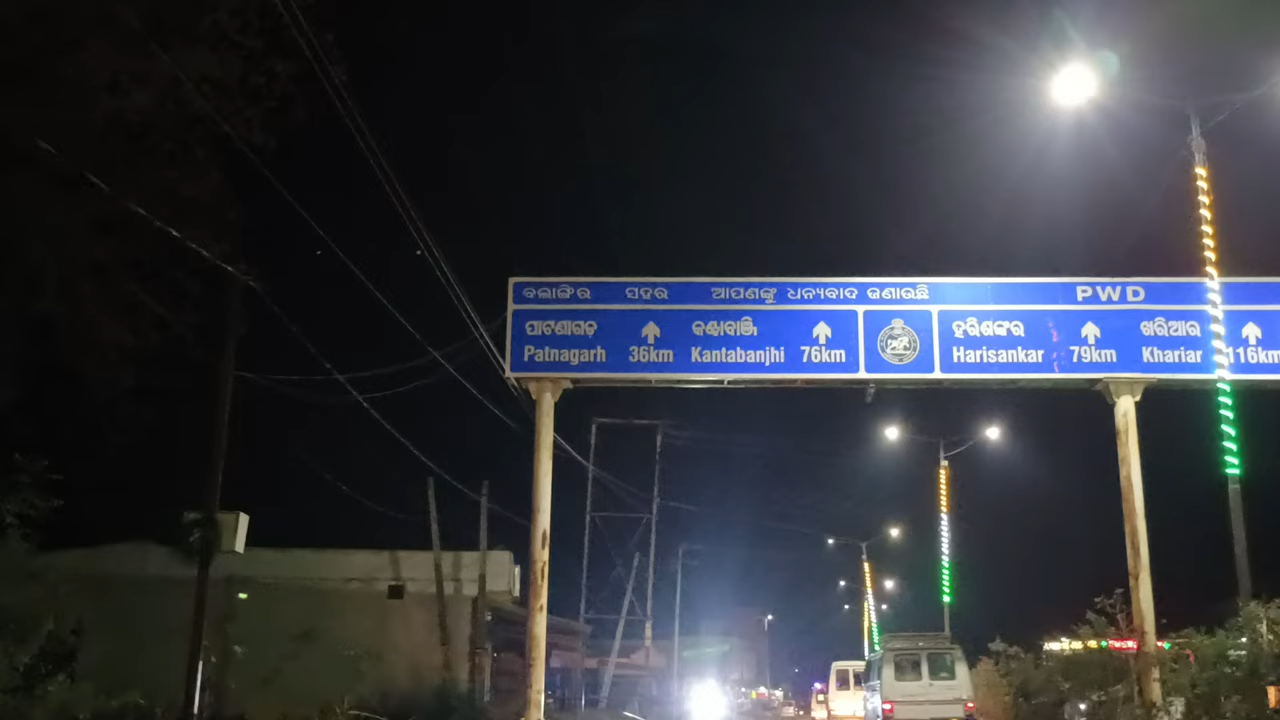 ବଲାଙ୍ଗିର ସହର ଆପଣଙ୍କୁ ଧନ୍ୟବାଦ ଜଣାଉଛି PWD
ପାଟଣାଗଡ଼ କଣ୍ଟାବାଞ୍ଜି ହରିଶଙ୍କର ଖରିଆର
Patnagarh 36km Kantabanjhi 76km Harisankar 79km Khariar 116km